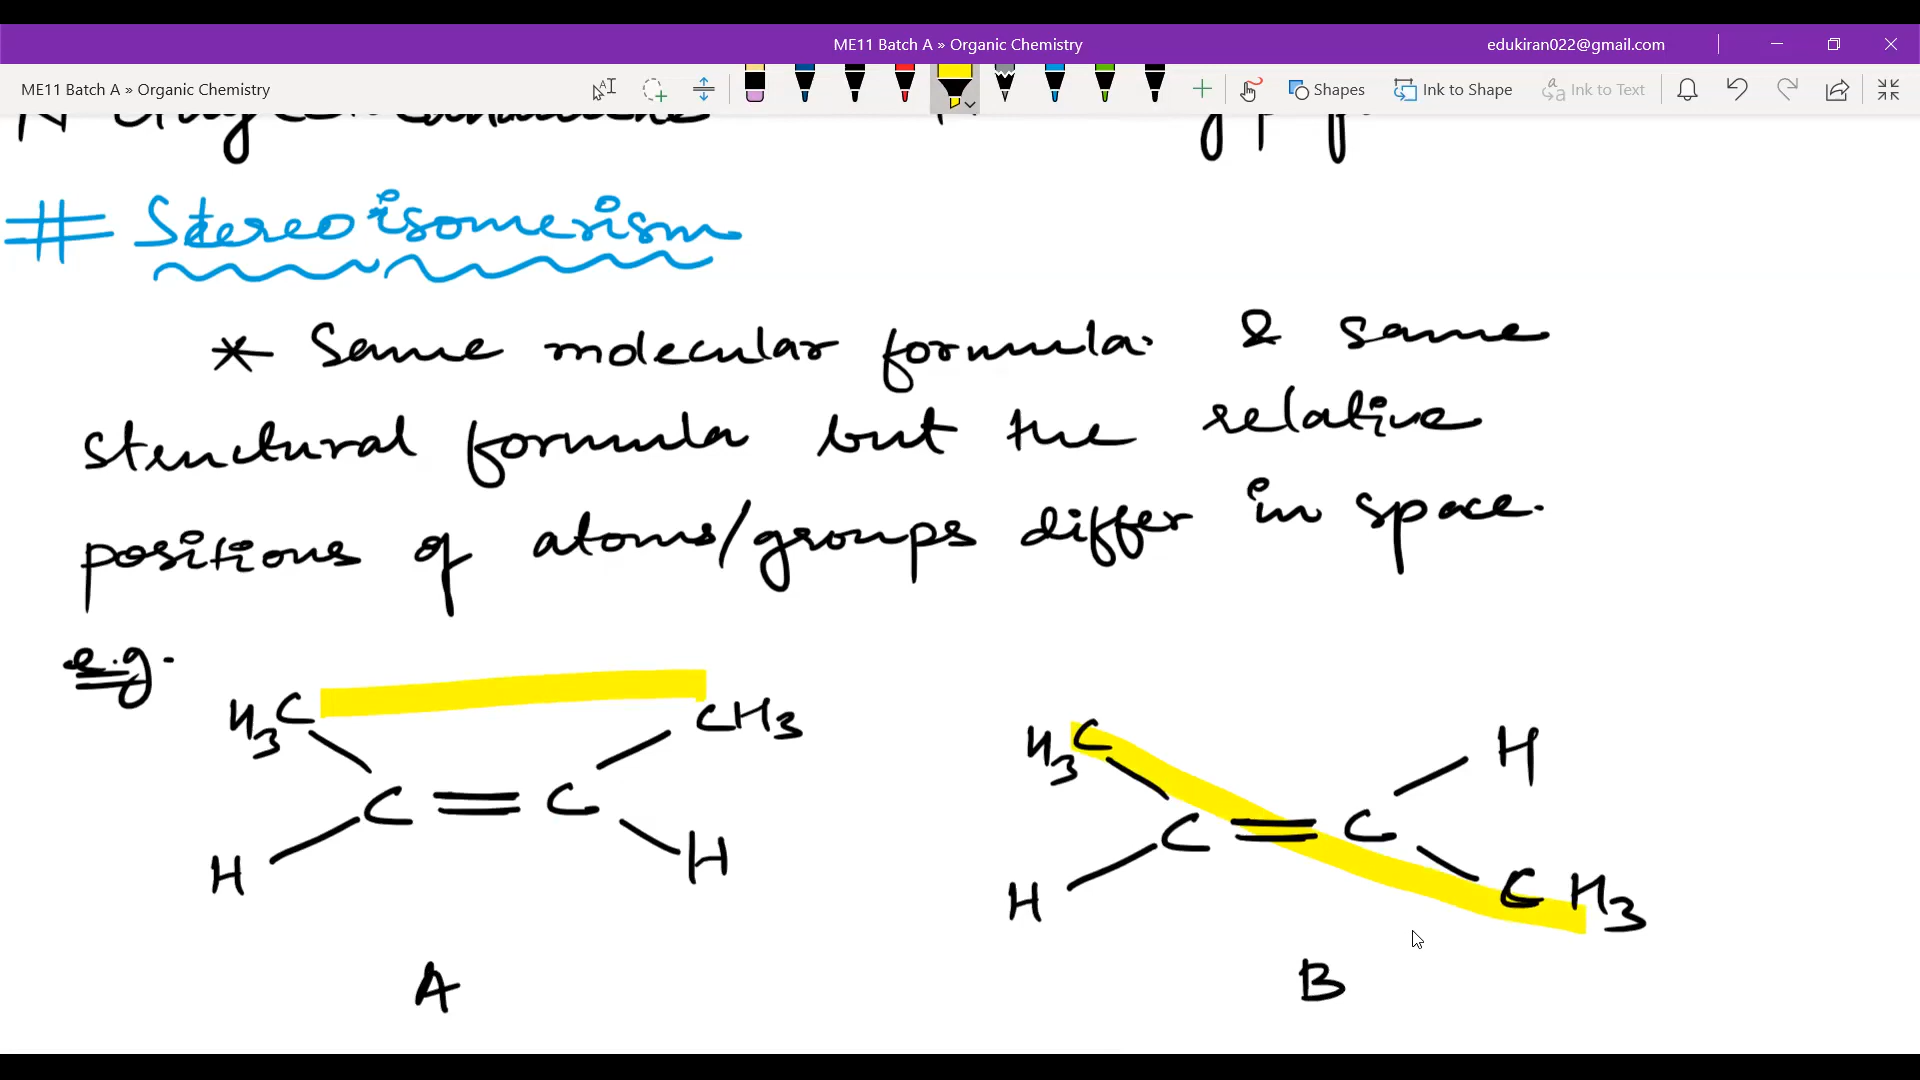 ME11 Batch A » Organic Chemistry
edukiran022@gmail.com
ME11 Batch A » Organic Chemistry
Shapes
Ink to Shape
Ink to Text
# Stereoisomerism
* Same molecular formula & same
structural formula but the relative
positions of atoms/groups differ in space.
e.g.
H3C CH3
C = C
H H
A
H3C H
C = C
H CH3
B